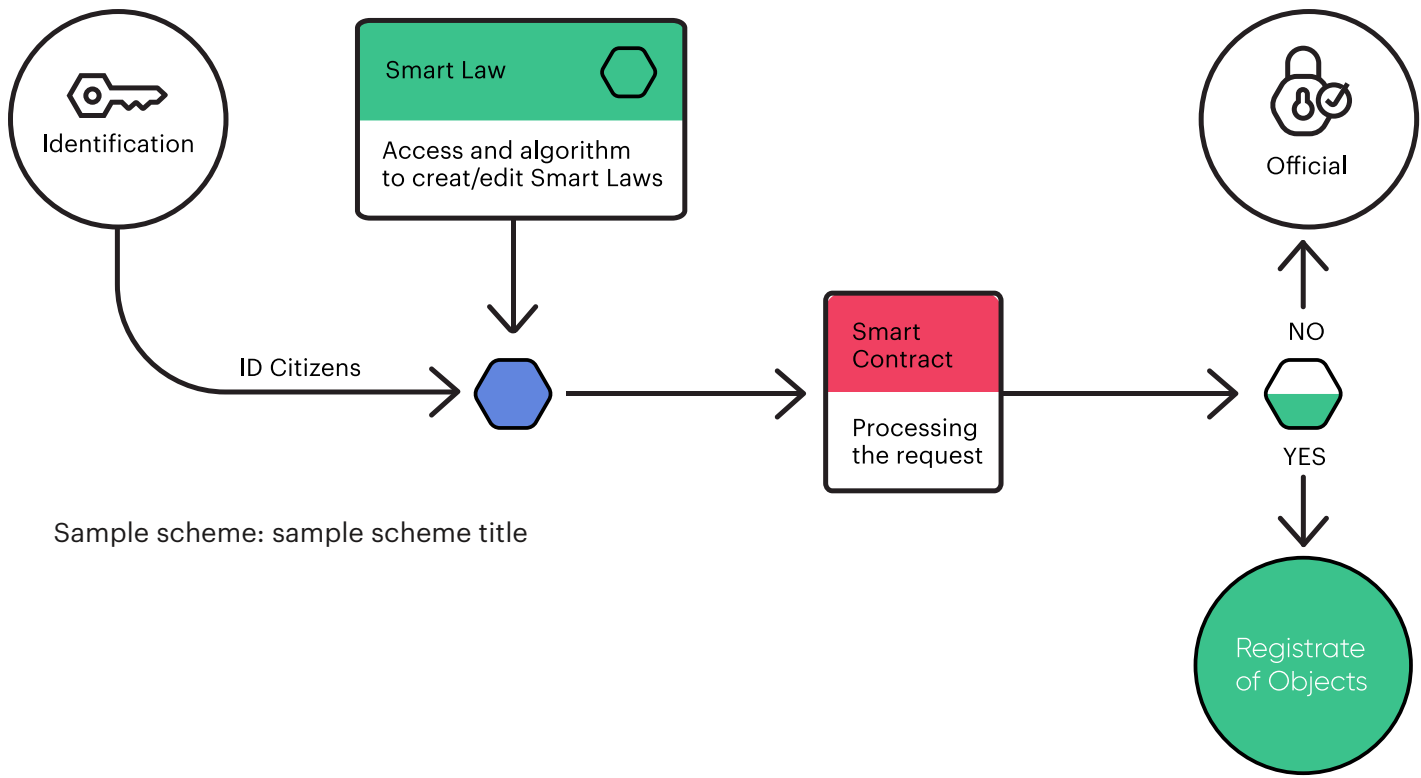 Identification
Smart Law
Access and algorithm
to creat/edit Smart Laws
Official
ID Citizens
Smart
Contract
Processing
the request
NO
YES
Sample scheme: sample scheme title
Registrate
of Objects